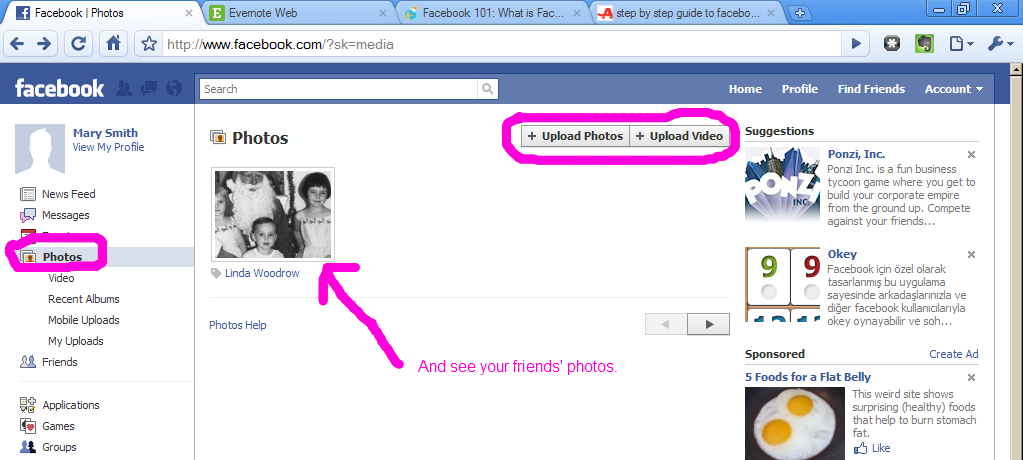 Facebook | Photos
Evernote Web
Facebook 101: What is Fac...
step by step guide to facebo...
http://www.facebook.com/?sk=media
facebook
Search
Home
Profile
Find Friends
Account
Mary Smith
View My Profile
News Feed
Messages
Photos
Video
Recent Albums
Mobile Uploads
My Uploads
Friends
Applications
Games
Groups
Photos
+ Upload Photos
+ Upload Video
Linda Woodrow
Photos Help
And see your friends' photos.
Suggestions
Ponzi, Inc.
PONZI
INC.
Ponzi is a fun business
tycoon game where you get to
build your corporate empire
from the ground up. Compete
against your friends...
Okey
9 9
Facebook için özel olarak
tasarlanmış bu uygulama
sayesinde arkadaşlarınızla ve
diğer facebook kullanıcılarıyla
okey oynayabilir ve soh...
Sponsored
Create Ad
5 Foods for a Flat Belly
This weird site shows
surprising (healthy) foods
that help to burn stomach
fat.
Like